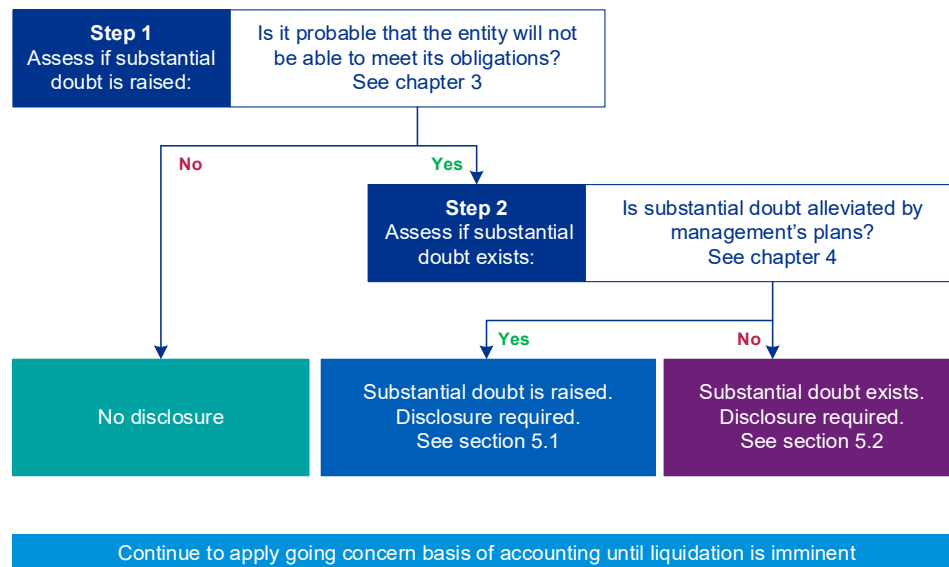 Step 1
Assess if substantial
doubt is raised:
Is it probable that the entity will not
be able to meet its obligations?
See chapter 3
No
Yes
Step 2
Assess if substantial
doubt exists:
Is substantial doubt alleviated by
management’s plans?
See chapter 4
Yes
No
No disclosure
Substantial doubt is raised.
Disclosure required.
See section 5.1
Substantial doubt exists.
Disclosure required.
See section 5.2
Continue to apply going concern basis of accounting until liquidation is imminent